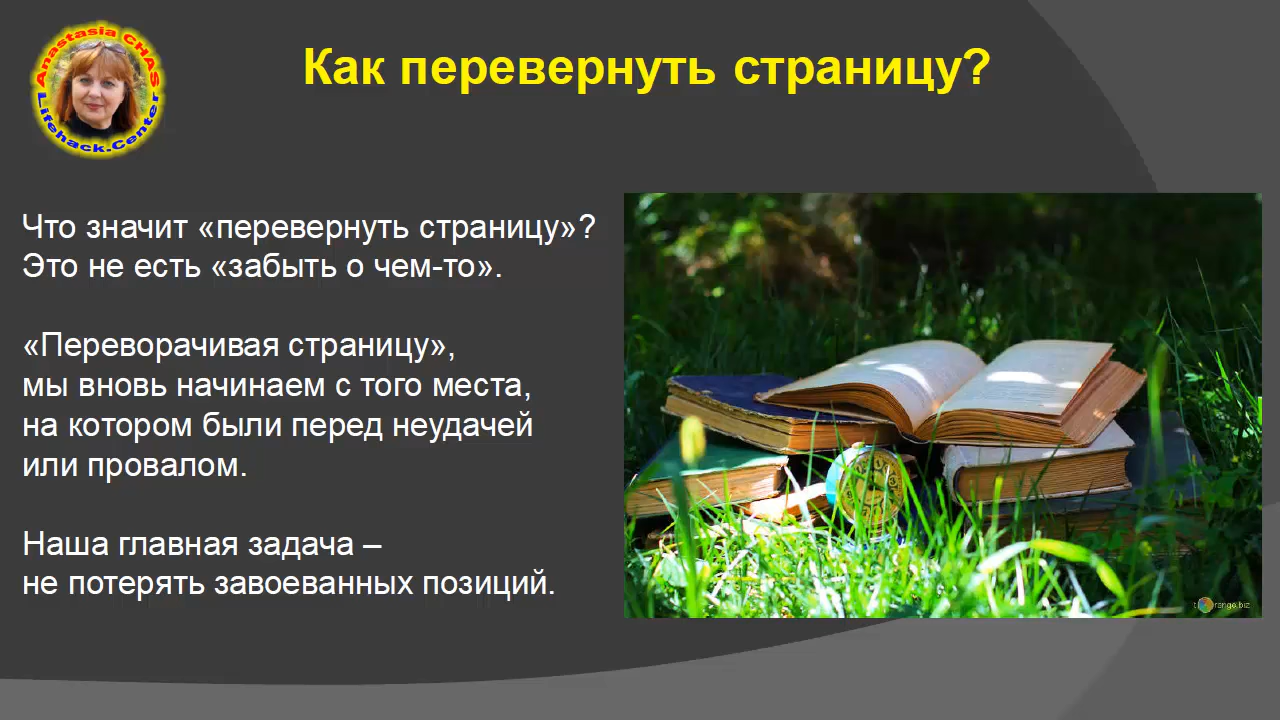 Anastasia CHAS
Lifehack.Center
Как перевернуть страницу?
Что значит «перевернуть страницу»?
Это не есть «забыть о чем-то».
«Переворачивая страницу»,
мы вновь начинаем с того места,
на котором были перед неудачей
или провалом.
Наша главная задача –
не потерять завоеванных позиций.